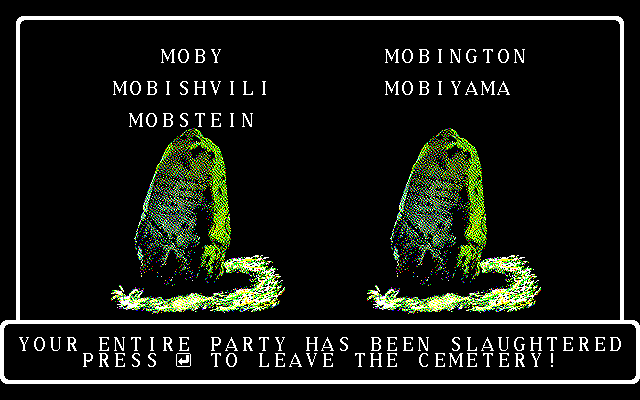 MOBY
MOBISHVILI
MOBSTEIN
MOBINGTON
MOBIYAMA
YOUR ENTIRE PARTY HAS BEEN SLAUGHTERED
PRESS ↵ TO LEAVE THE CEMETERY!